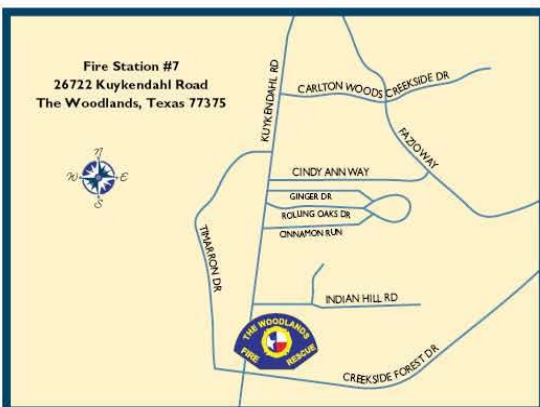 Fire Station #7
26722 Kuykendahl Road
The Woodlands, Texas 77375
KUYKENDAHL RD
CARLTON WOODS CREEKSIDE DR
FAZIO WAY
N
W
E
S
CINDY ANN WAY
GINGER DR
ROLLING OAKS DR
CINNAMON RUN
TIMARRON DR
INDIAN HILL RD
THE WOODLANDS
FIRE
RESCUE
CREEKSIDE FOREST DR